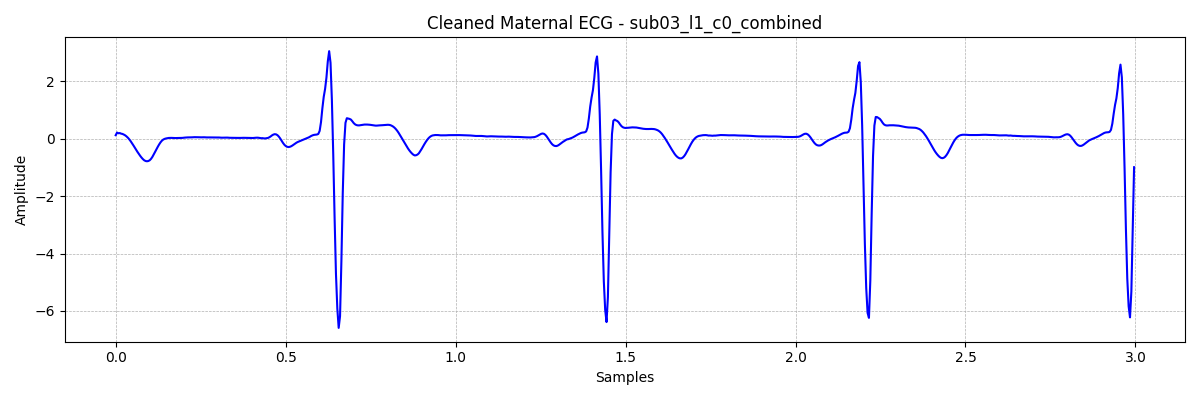 Cleaned Maternal ECG - sub03_l1_c0_combined
Amplitude
2
0
−2
−4
−6
0.0 0.5 1.0 1.5 2.0 2.5 3.0
Samples